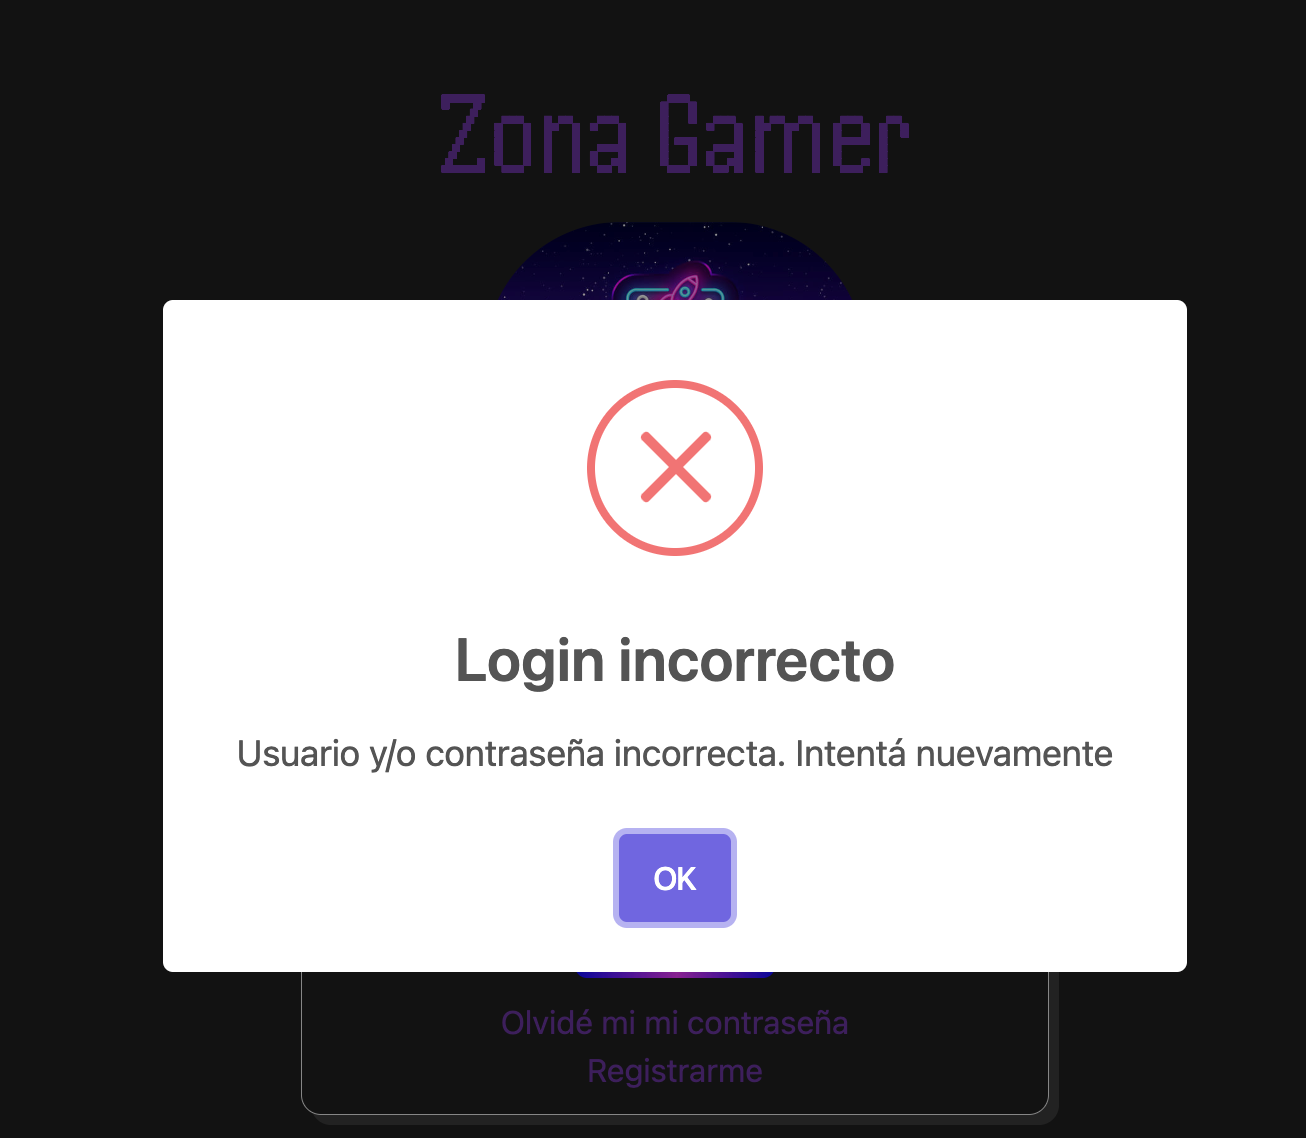 Zona Gamer
Login incorrecto
Usuario y/o contraseña incorrecta. Intentá nuevamente
OK
Olvidé mi mi contraseña
Registrarme